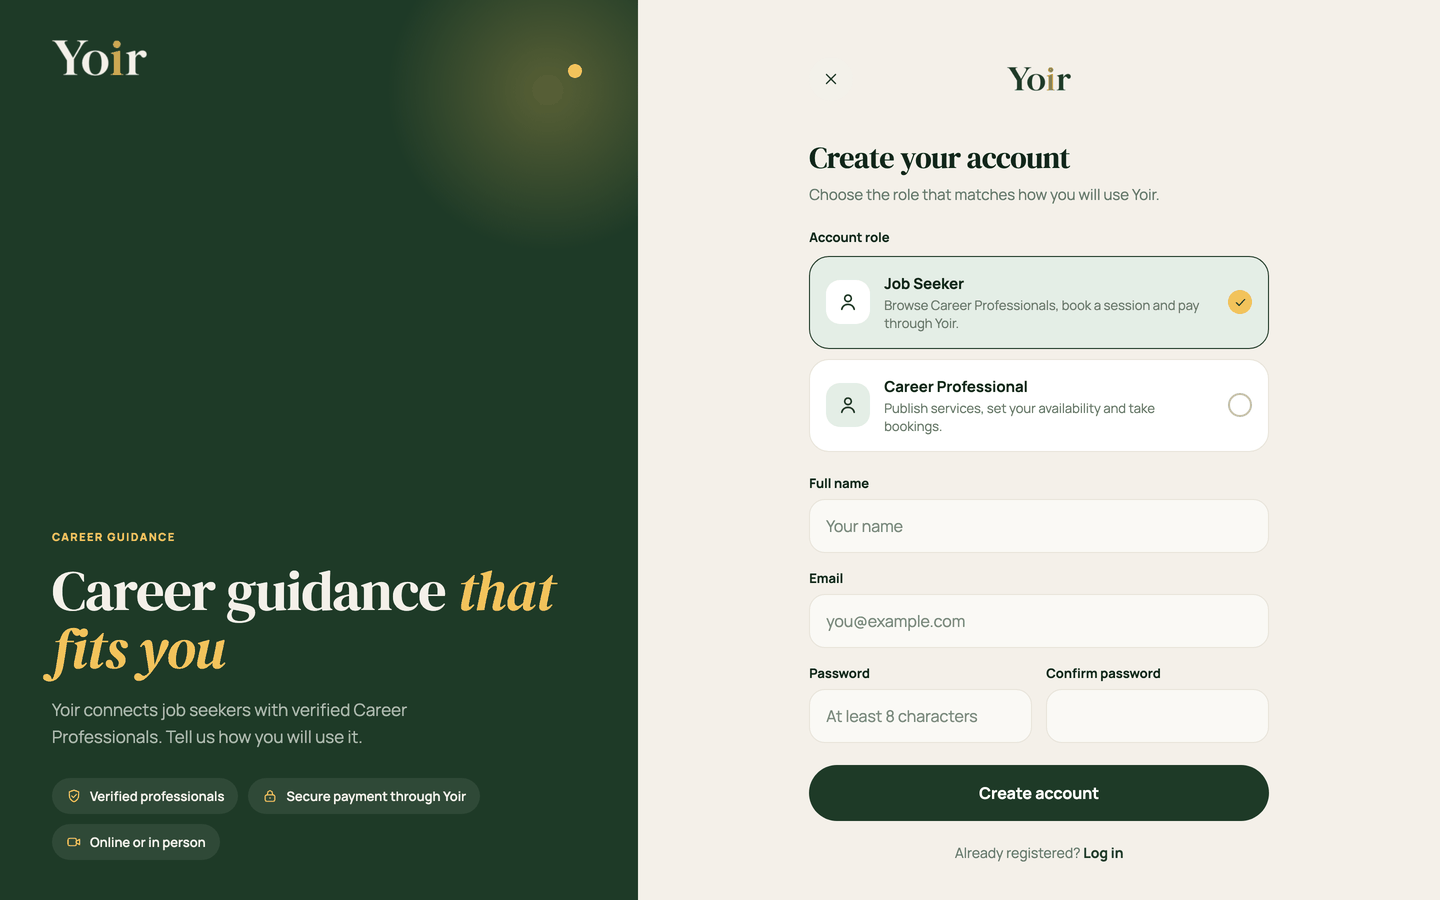 Yoir
CAREER GUIDANCE
Career guidance that
fits you
Yoir connects job seekers with verified Career
Professionals. Tell us how you will use it.
Verified professionals
Secure payment through Yoir
Online or in person
Yoir
Create your account
Choose the role that matches how you will use Yoir.
Account role
Job Seeker
Browse Career Professionals, book a session and pay
through Yoir.
Career Professional
Publish services, set your availability and take
bookings.
Full name
Your name
Email
you@example.com
Password
Confirm password
At least 8 characters
Create account
Already registered? Log in